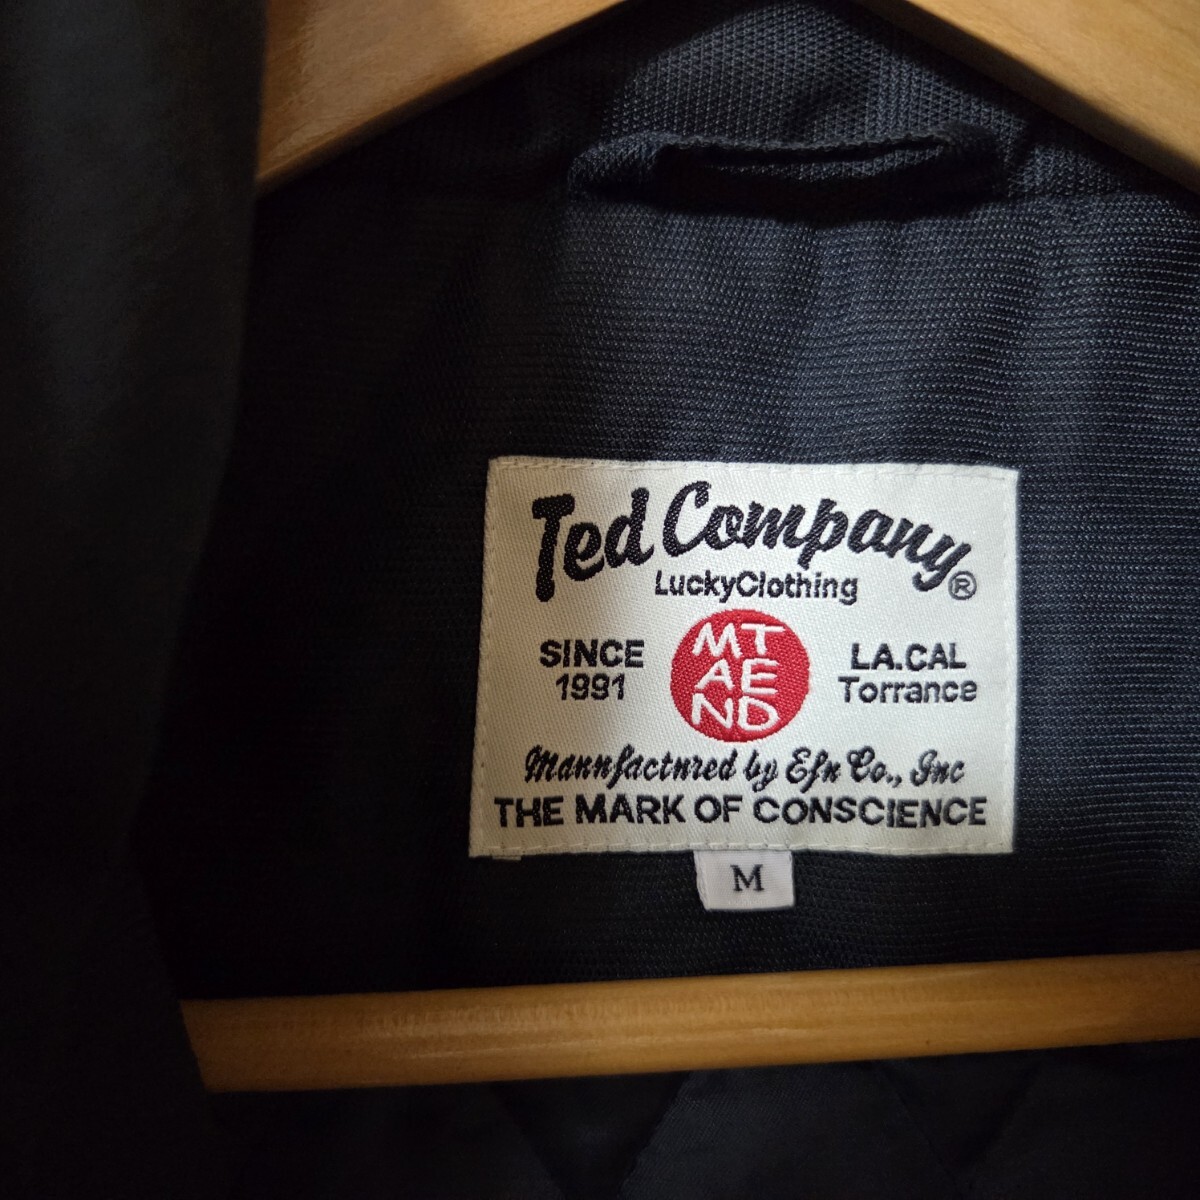 Ted Company®
LuckyClothing
SINCE
1991
MT
AE
ND
LA.CAL
Torrance
Mannfactnred by Efn Co., Inc
THE MARK OF CONSCIENCE
M